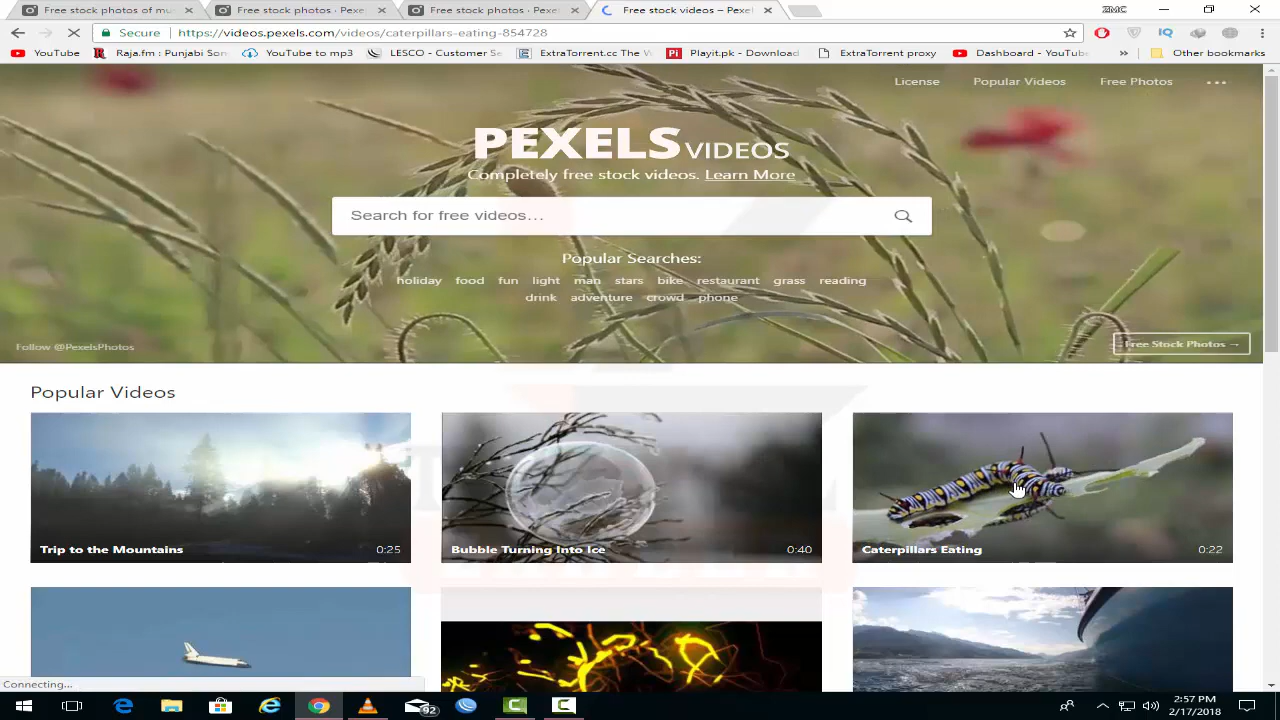 Free stock photos of mu
Free stock photos · Pexe
Free stock photos · Pexe
Free stock videos – Pexe
ZMC
Secure
https://videos.pexels.com/videos/caterpillars-eating-854728
YouTube
Raja.fm : Punjabi Son
YouTube to mp3
LESCO - Customer Se
ExtraTorrent.cc The W
Playit.pk - Download
ExtraTorrent proxy
Dashboard - YouTube
»
Other bookmarks
License
Popular Videos
Free Photos
PEXELS VIDEOS
Completely free stock videos. Learn More
Search for free videos...
Popular Searches:
holiday food fun light man stars bike restaurant grass reading
drink adventure crowd phone
Follow @PexelsPhotos
Free Stock Photos →
Popular Videos
Trip to the Mountains 0:25
Bubble Turning Into Ice 0:40
Caterpillars Eating 0:22
Connecting...
92
2:57 PM
2/17/2018